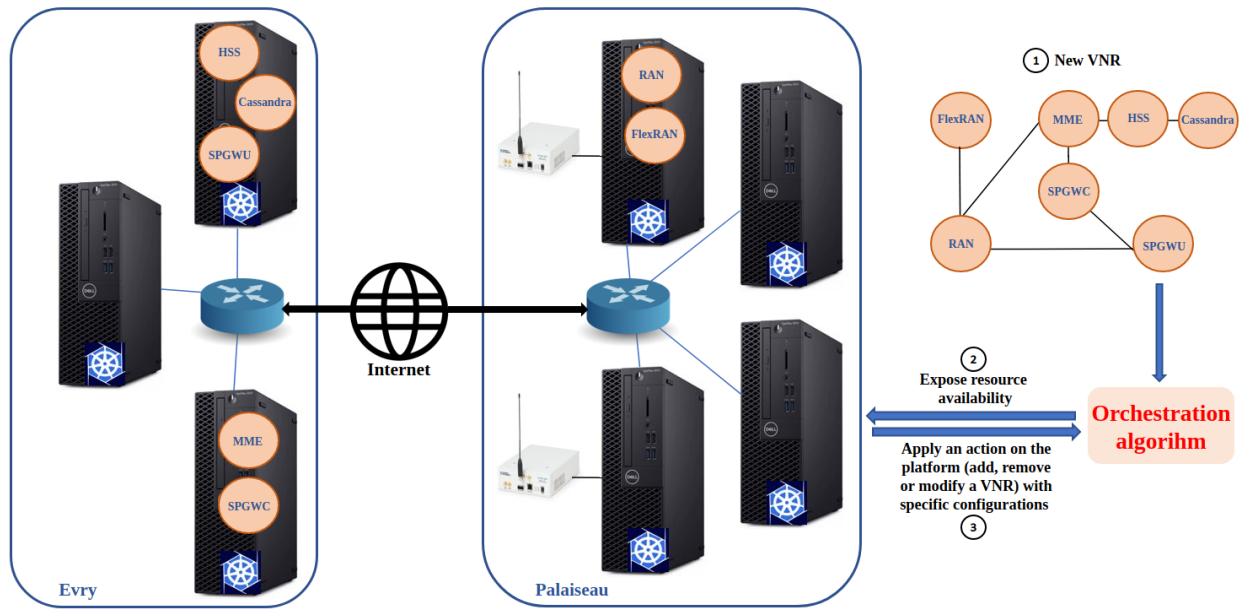 HSS
Cassandra
SPGWU
MME
SPGWC
Evry
Internet
RAN
FlexRAN
Palaiseau
1 New VNR
FlexRAN
MME
HSS
Cassandra
SPGWC
RAN
SPGWU
2
Expose resource
availability
Orchestration
algorihm
Apply an action on the
platform (add, remove
or modify a VNR) with
specific configurations
3